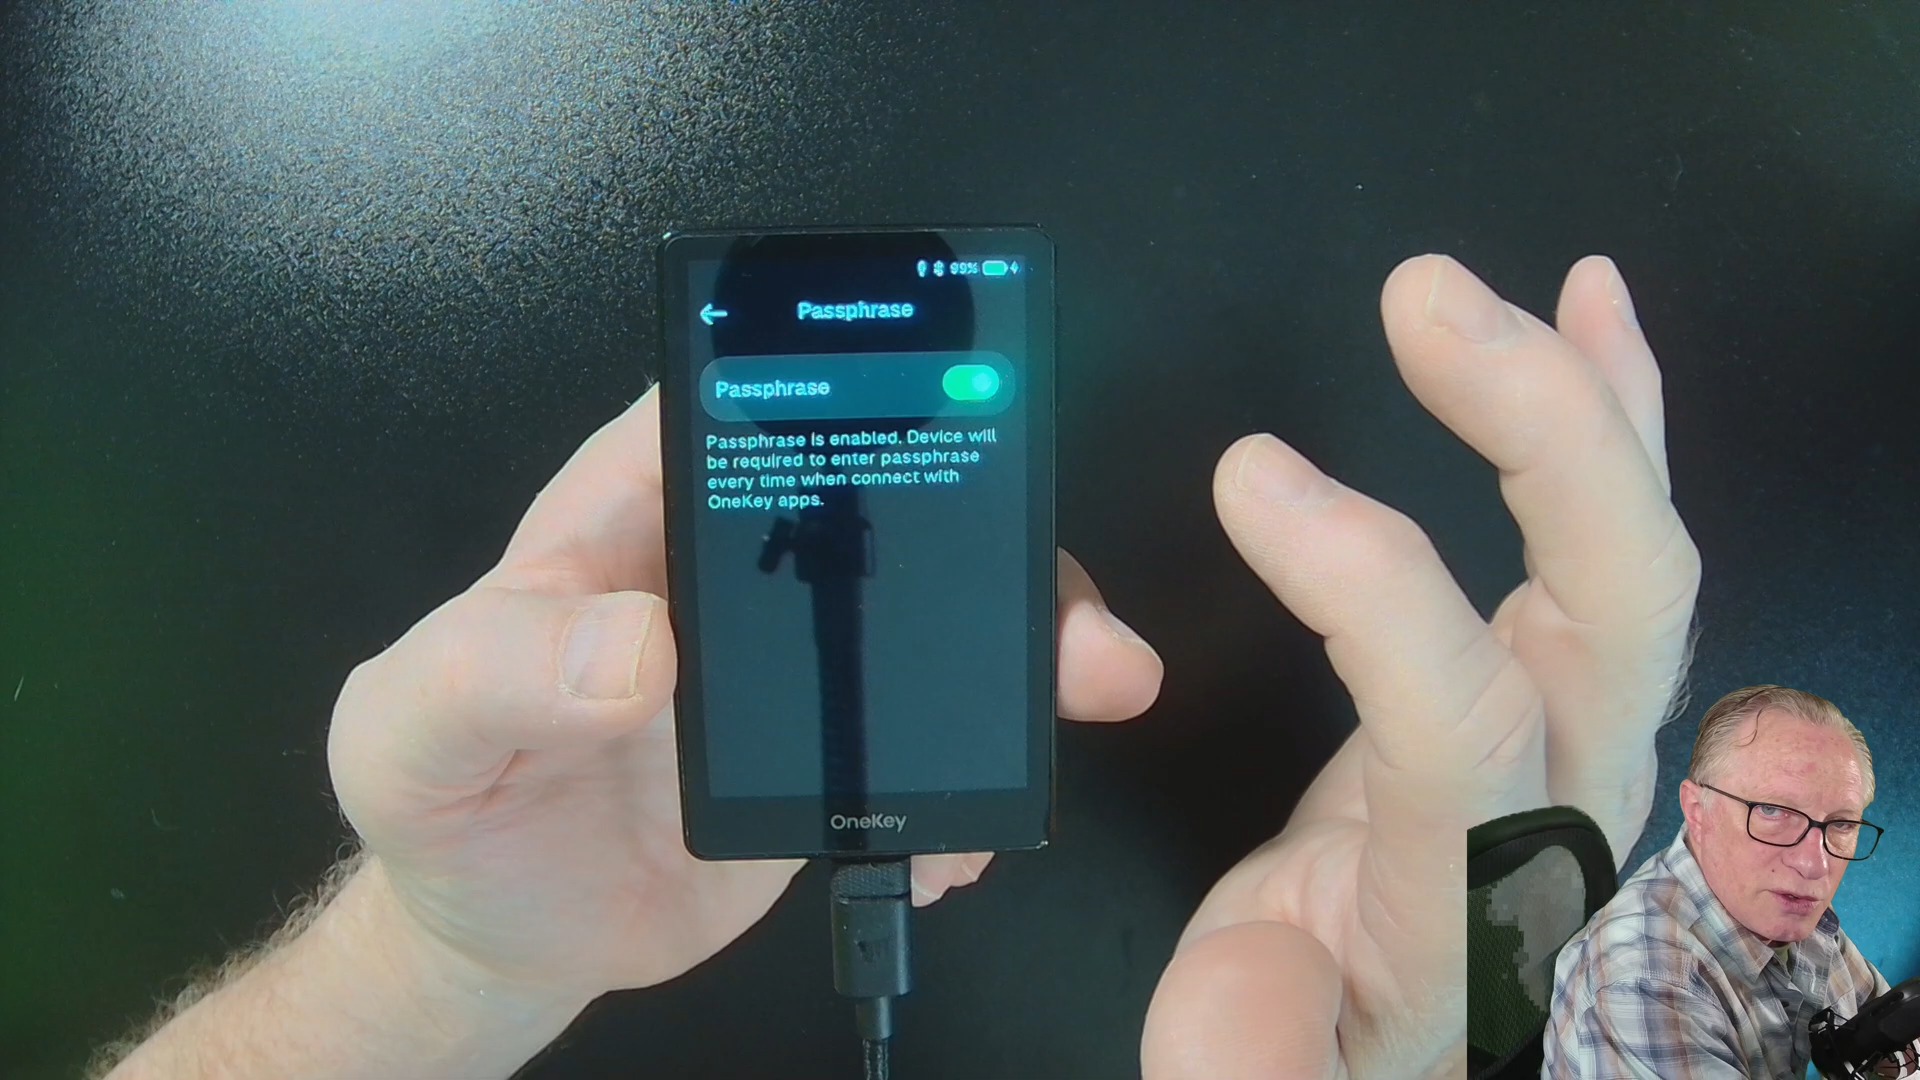 99%
Passphrase
Passphrase
Passphrase is enabled. Device will
be required to enter passphrase
every time when connect with
OneKey apps.
OneKey